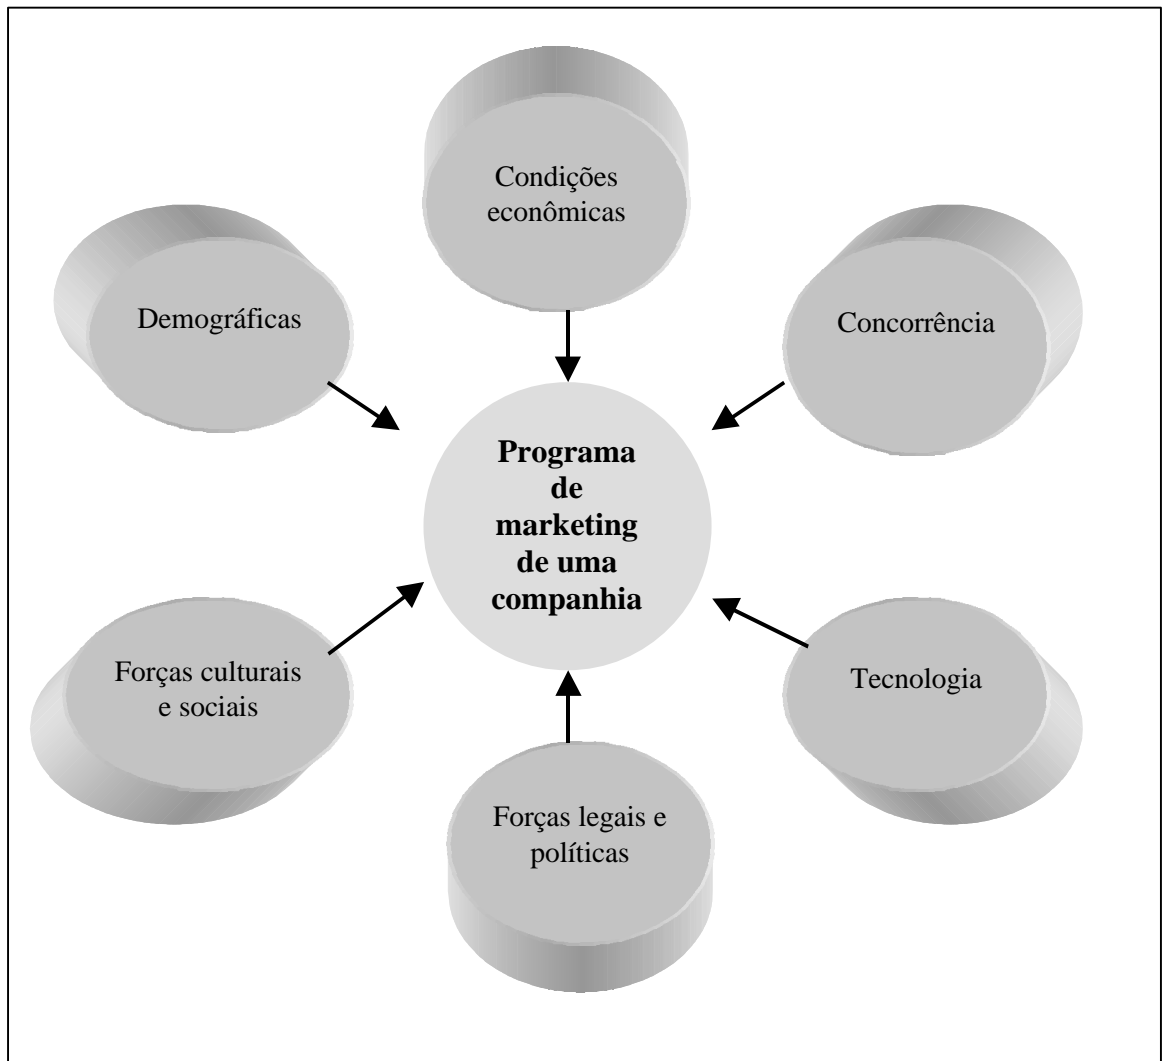 Condições
econômicas
Demográficas
Concorrência
Programa
de
marketing
de uma
companhia
Forças culturais
e sociais
Tecnologia
Forças legais e
políticas